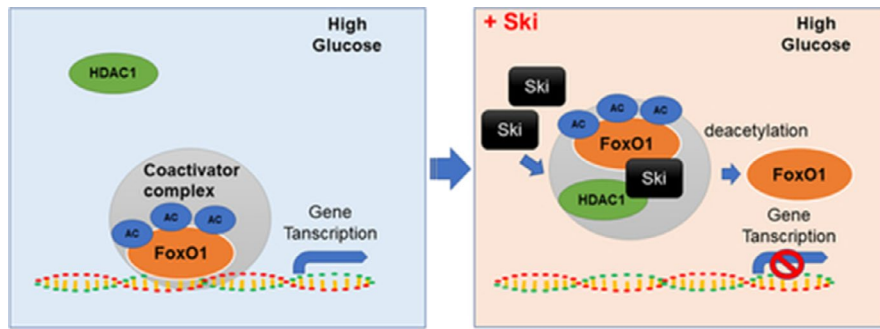 High
Glucose
HDAC1
Coactivator
complex
AC
AC
AC
FoxO1
Gene
Tanscription
+ Ski
High
Glucose
Ski
Ski
AC
AC
AC
FoxO1
HDAC1
Ski
deacetylation
FoxO1
Gene
Tanscription